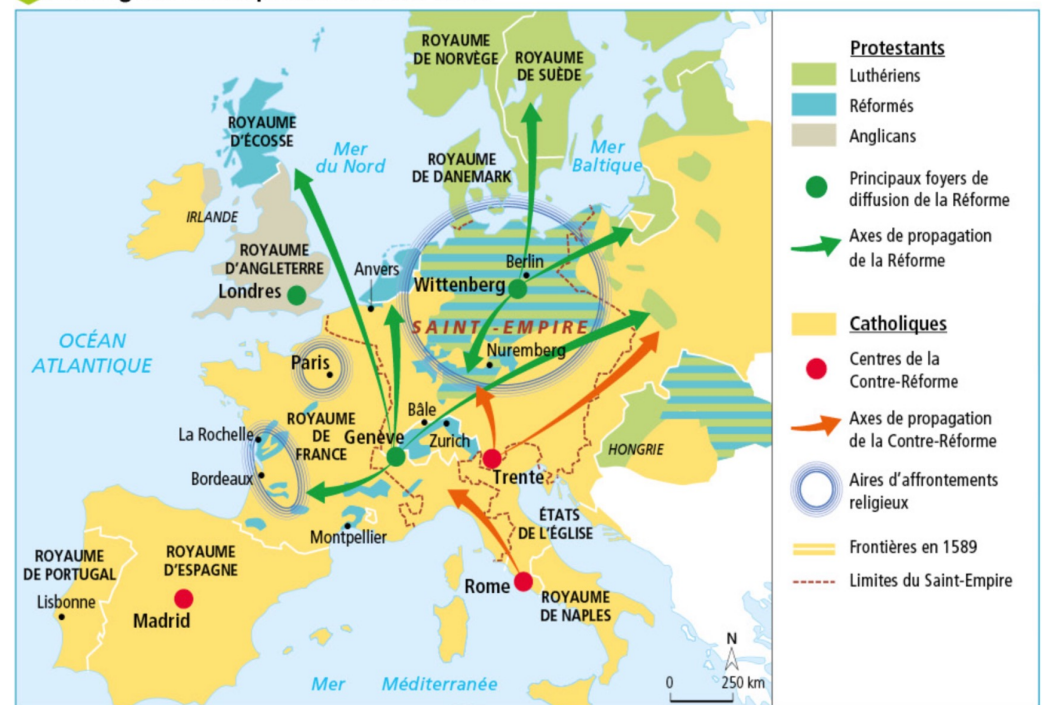 ROYAUME
DE NORVÈGE
ROYAUME
DE SUÈDE
ROYAUME
D'ÉCOSSE
Mer
du Nord
ROYAUME
DE DANEMARK
Mer
Baltique
IRLANDE
ROYAUME
D'ANGLETERRE
Londres
Anvers
Berlin
Wittenberg
SAINT-EMPIRE
Nuremberg
OCÉAN
ATLANTIQUE
Paris
Bâle
La Rochelle
ROYAUME
DE
FRANCE
Genève
Zurich
HONGRIE
Bordeaux
Trente
Montpellier
ÉTATS
DE L'ÉGLISE
ROYAUME
DE PORTUGAL
ROYAUME
D'ESPAGNE
Lisbonne
Madrid
Rome
ROYAUME
DE NAPLES
Mer Méditerranée
N
0 250 km
Protestants
Luthériens
Réformés
Anglicans
Principaux foyers de
diffusion de la Réforme
Axes de propagation
de la Réforme
Catholiques
Centres de la
Contre-Réforme
Axes de propagation
de la Contre-Réforme
Aires d'affrontements
religieux
Frontières en 1589
Limites du Saint-Empire